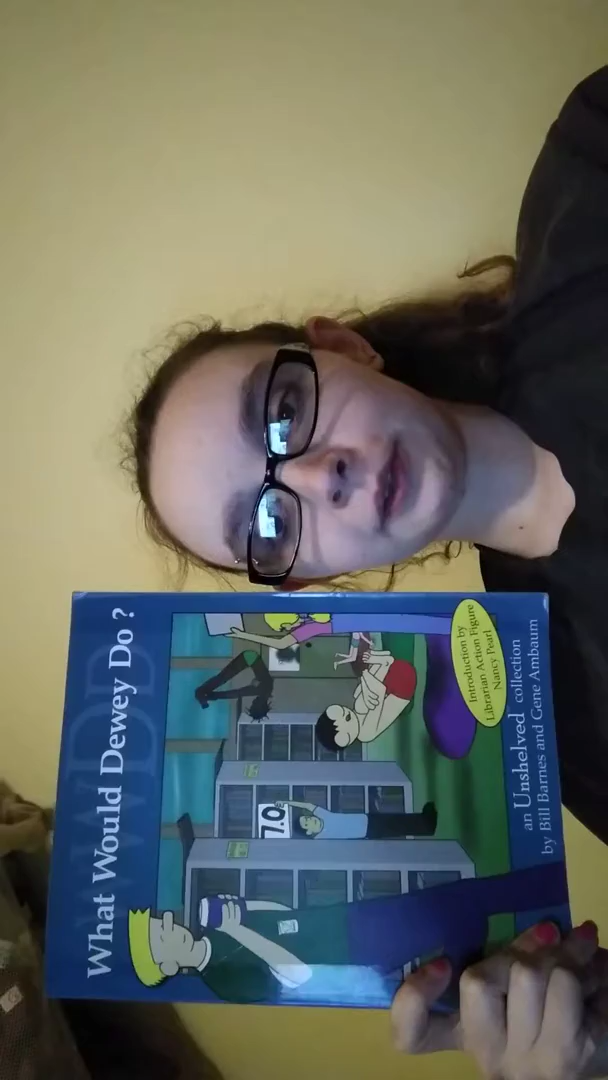 What Would Dewey Do?
WWDD
7.0
Introduction by
Librarian Action Figure
Nancy Pearl
an Unshelved collection
by Bill Barnes and Gene Ambaum